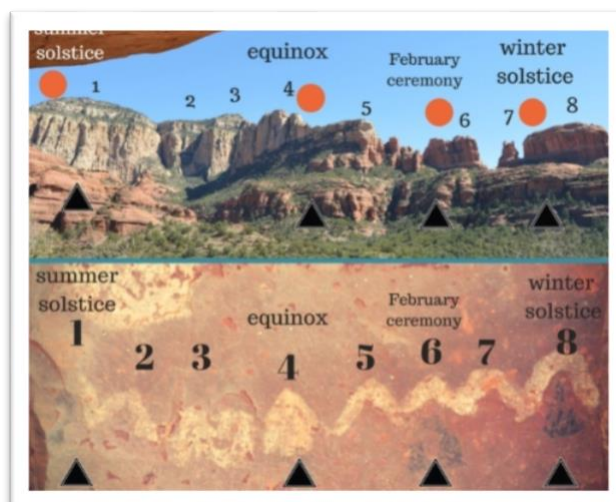 summer
solstice
equinox
February
ceremony
winter
solstice
1
2
3
4
5
6
7
8
summer
solstice
equinox
February
ceremony
winter
solstice
1
2
3
4
5
6
7
8